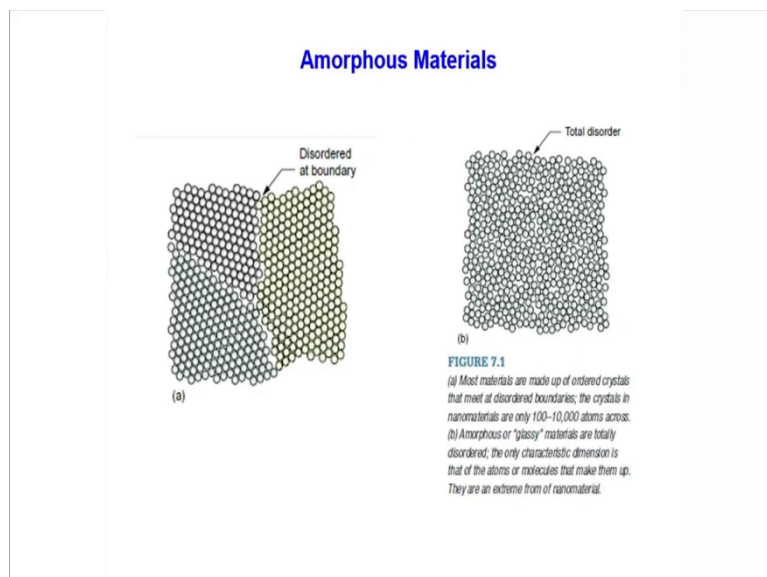 Amorphous Materials
Disordered
at boundary
(a)
Total disorder
(b)
FIGURE 7.1
(a) Most materials are made up of ordered crystals
that meet at disordered boundaries; the crystals in
nanomaterials are only 100–10,000 atoms across.
(b) Amorphous or "glassy" materials are totally
disordered; the only characteristic dimension is
that of the atoms or molecules that make them up.
They are an extreme from of nanomaterial.